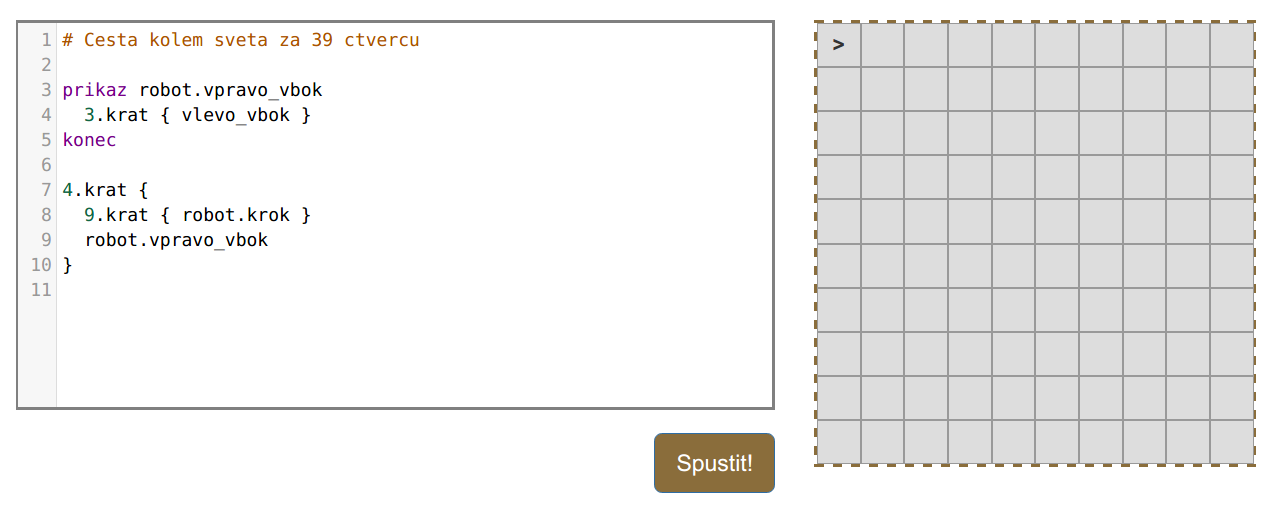 1 # Cesta kolem sveta za 39 ctvercu
2
3 prikaz robot.vpravo_vbok
4   3.krat { vlevo_vbok }
5 konec
6
7 4.krat {
8   9.krat { robot.krok }
9   robot.vpravo_vbok
10 }
11
Spustit!
>